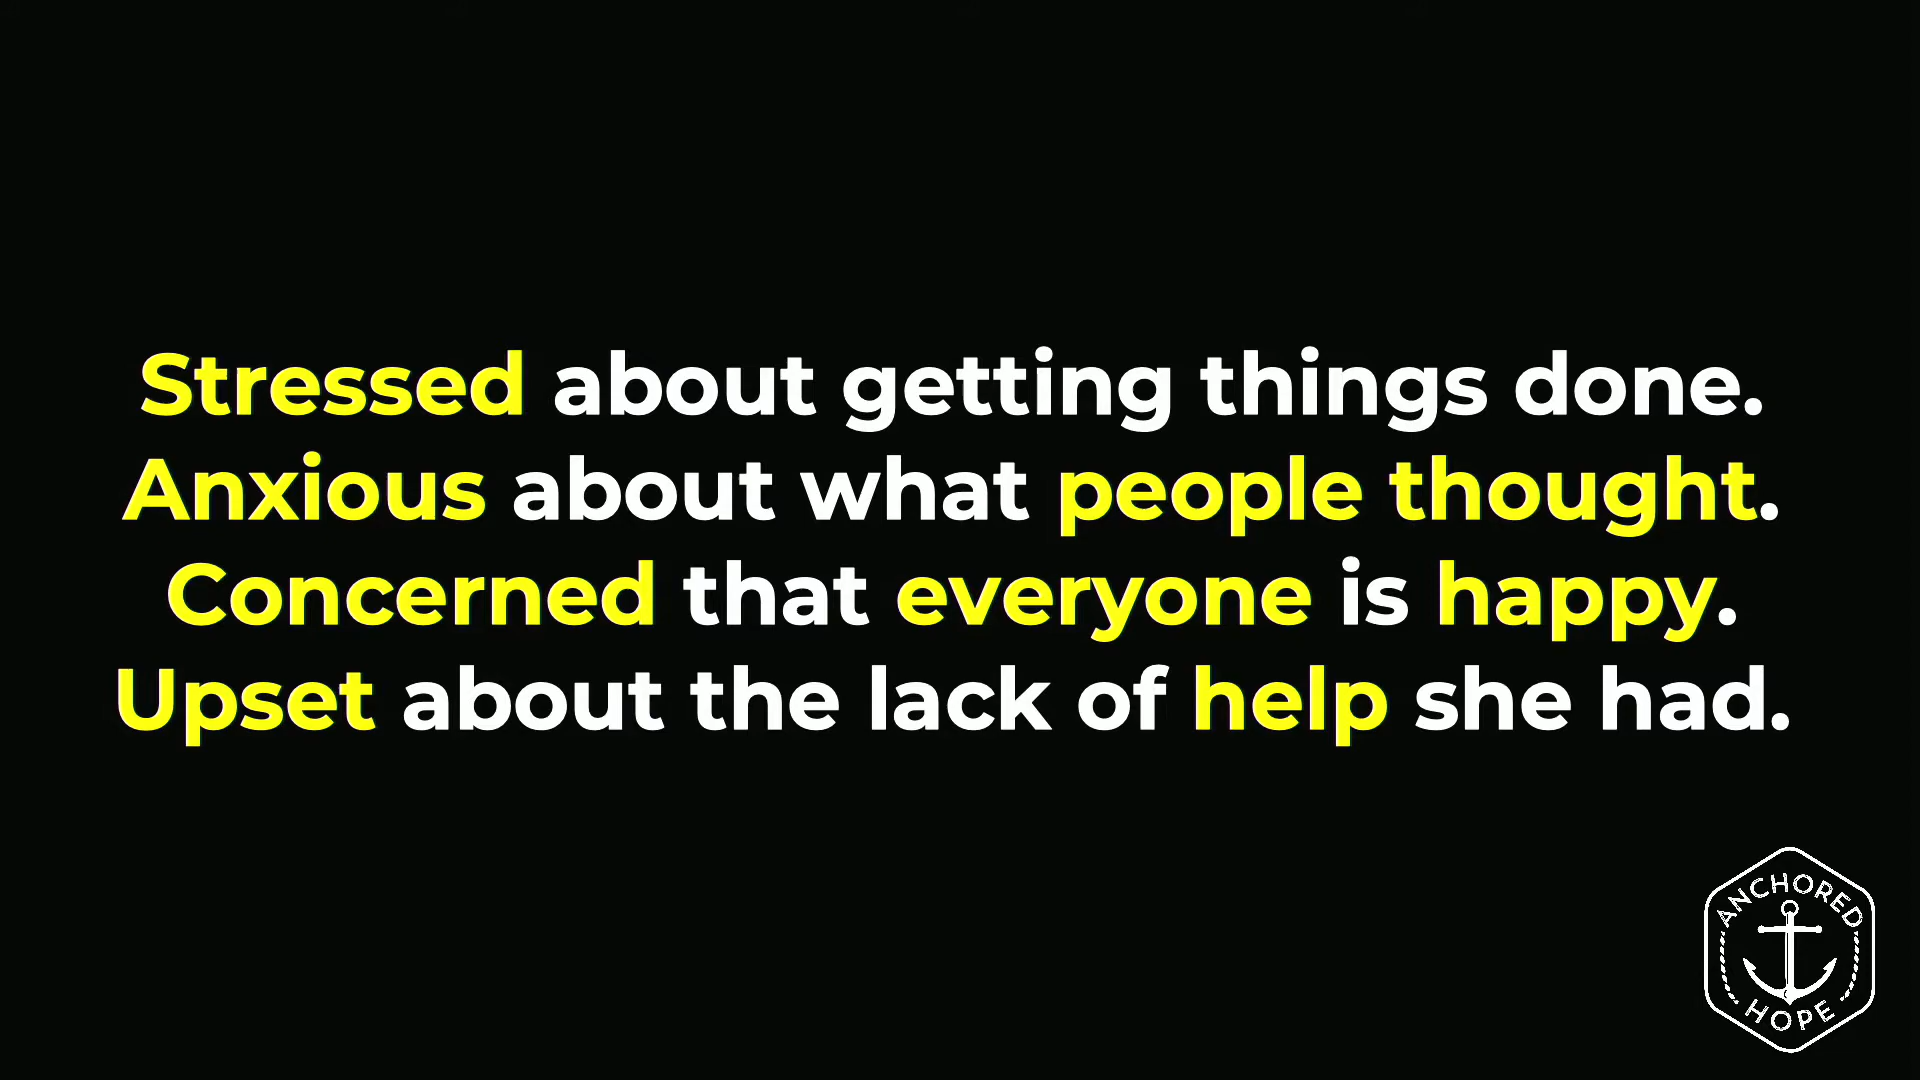 Stressed about getting things done.
Anxious about what people thought.
Concerned that everyone is happy.
Upset about the lack of help she had.
ANCHORED
HOPE